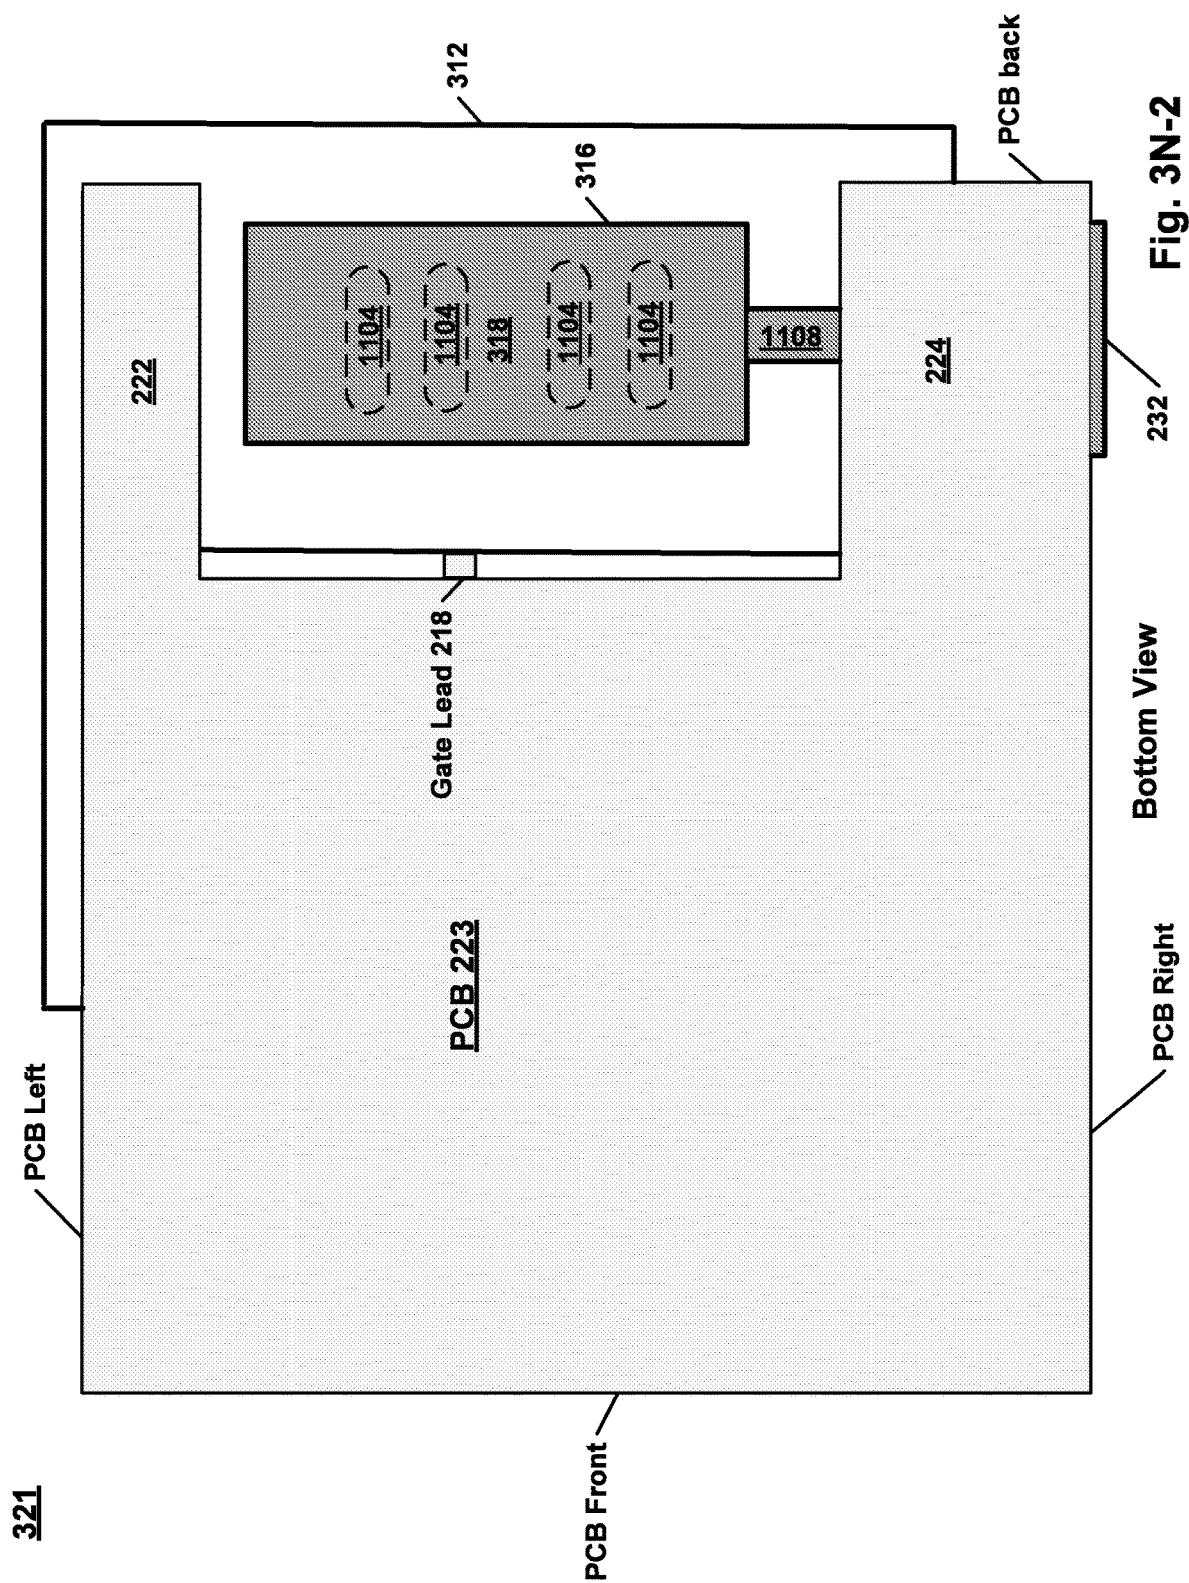 321
PCB Left
PCB Front
PCB 223
Gate Lead 218
222
312
316
1104
1104
318
1104
1104
1108
224
PCB back
232
PCB Right
Bottom View
Fig. 3N-2